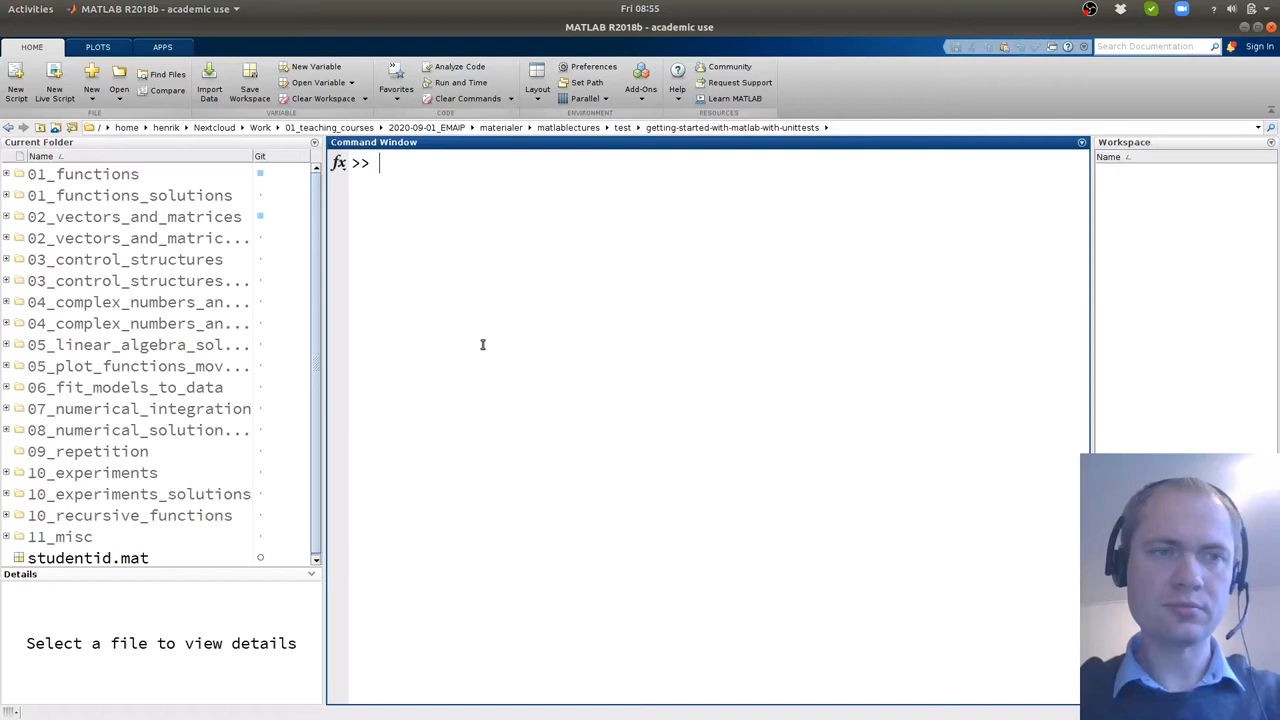 Activities
MATLAB R2018b - academic use
Fri 08:55
MATLAB R2018b - academic use
HOME
PLOTS
APPS
Search Documentation
Sign In
New Script
New Live Script
New
Open
Find Files
Compare
Import Data
Save Workspace
New Variable
Open Variable
Clear Workspace
Favorites
Analyze Code
Run and Time
Clear Commands
Layout
Preferences
Set Path
Parallel
Add-Ons
Help
Community
Request Support
Learn MATLAB
FILE
VARIABLE
CODE
ENVIRONMENT
RESOURCES
/ home henrik Nextcloud Work 01_teaching_courses 2020-09-01_EMAIP materialer matlablectures test getting-started-with-matlab-with-unittests
Current Folder
Name
Git
01_functions
01_functions_solutions
02_vectors_and_matrices
02_vectors_and_matric...
03_control_structures
03_control_structures...
04_complex_numbers_an...
04_complex_numbers_an...
05_linear_algebra_sol...
05_plot_functions_mov...
06_fit_models_to_data
07_numerical_integration
08_numerical_solution...
09_repetition
10_experiments
10_experiments_solutions
10_recursive_functions
11_misc
studentid.mat
Details
Select a file to view details
Command Window
fx >>
Workspace
Name